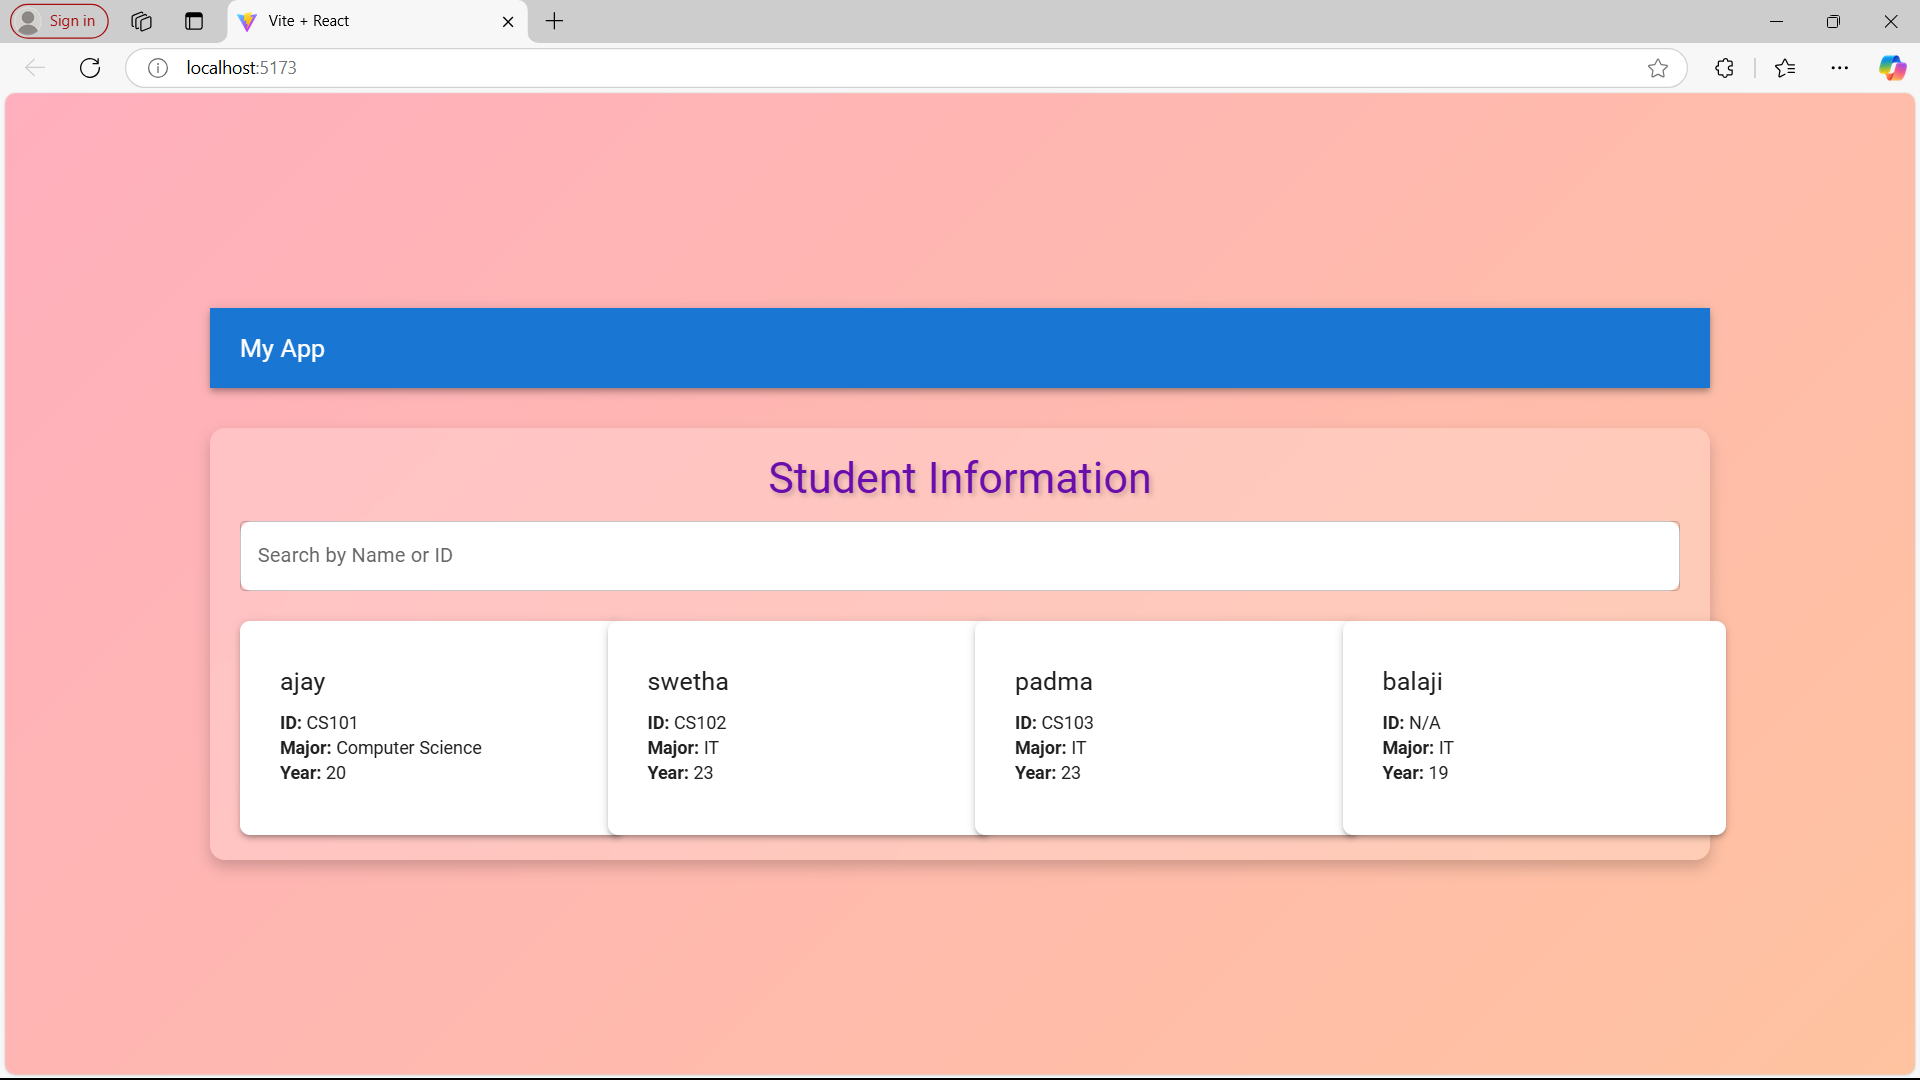 Sign in
Vite + React
localhost:5173
My App
Student Information
Search by Name or ID
ajay
ID: CS101
Major: Computer Science
Year: 20
swetha
ID: CS102
Major: IT
Year: 23
padma
ID: CS103
Major: IT
Year: 23
balaji
ID: N/A
Major: IT
Year: 19